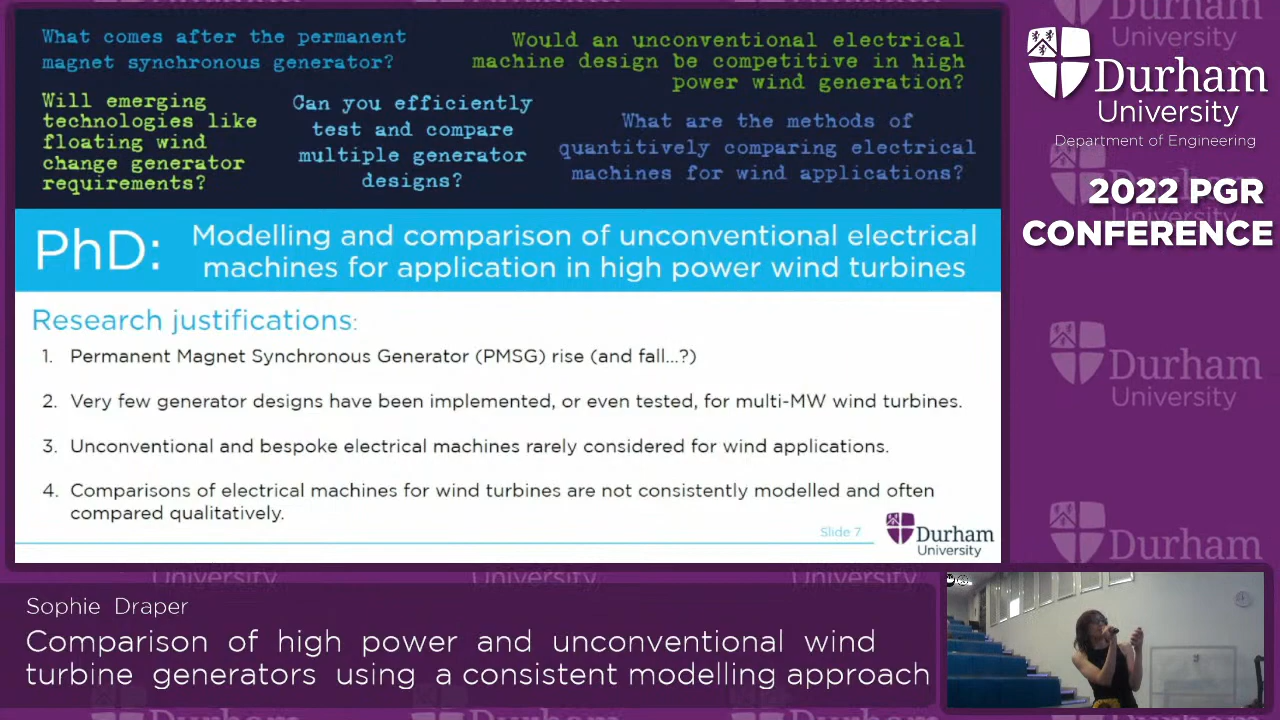 What comes after the permanent
magnet synchronous generator?
Would an unconventional electrical
machine design be competitive in high
power wind generation?
Will emerging
technologies like
floating wind
change generator
requirements?
Can you efficiently
test and compare
multiple generator
designs?
What are the methods of
quantitively comparing electrical
machines for wind applications?
PhD:
Modelling and comparison of unconventional electrical
machines for application in high power wind turbines
Research justifications:
1. Permanent Magnet Synchronous Generator (PMSG) rise (and fall...?)
2. Very few generator designs have been implemented, or even tested, for multi-MW wind turbines.
3. Unconventional and bespoke electrical machines rarely considered for wind applications.
4. Comparisons of electrical machines for wind turbines are not consistently modelled and often
compared qualitatively.
Slide 7
Durham
University
Durham
University
Department of Engineering
2022 PGR
CONFERENCE
Sophie Draper
Comparison of high power and unconventional wind
turbine generators using a consistent modelling approach
Durham
University
Durham
University